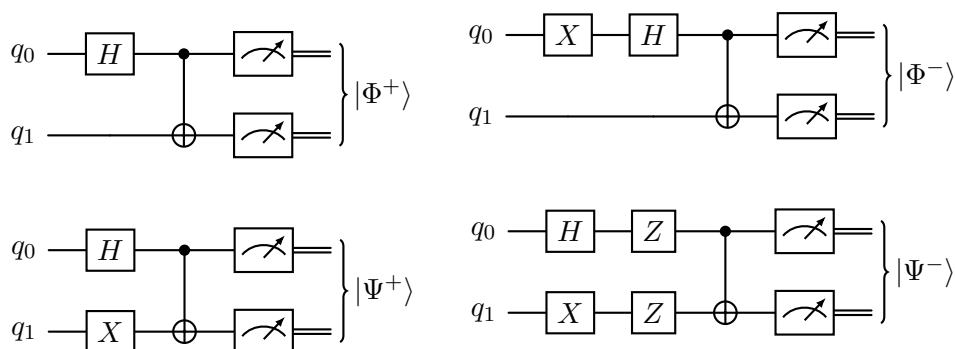 q₀ H |Φ⁺⟩
q₁
q₀ X H |Φ⁻⟩
q₁
q₀ H |Ψ⁺⟩
q₁ X
q₀ H Z |Ψ⁻⟩
q₁ X Z